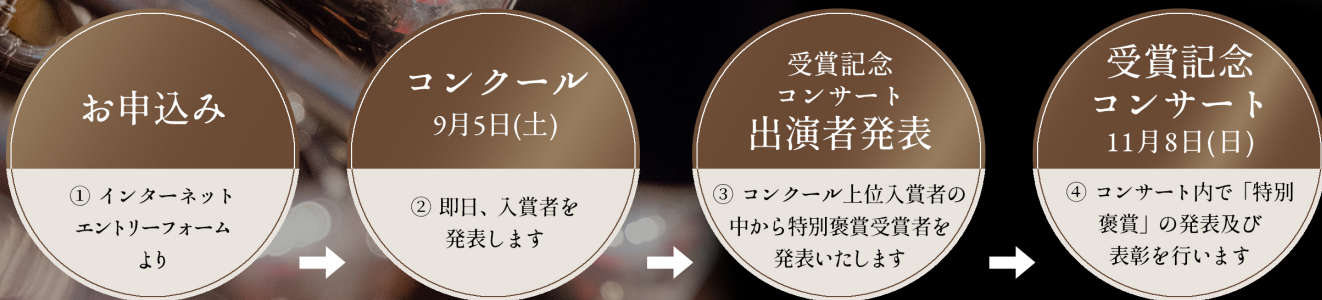 お申込み
① インターネット
エントリーフォーム
より
コンクール
9月5日(土)
② 即日、入賞者を
発表します
受賞記念
コンサート
出演者発表
③ コンクール上位入賞者の
中から特別褒賞受賞者を
発表いたします
受賞記念
コンサート
11月8日(日)
④ コンサート内で「特別
褒賞」の発表及び
表彰を行います